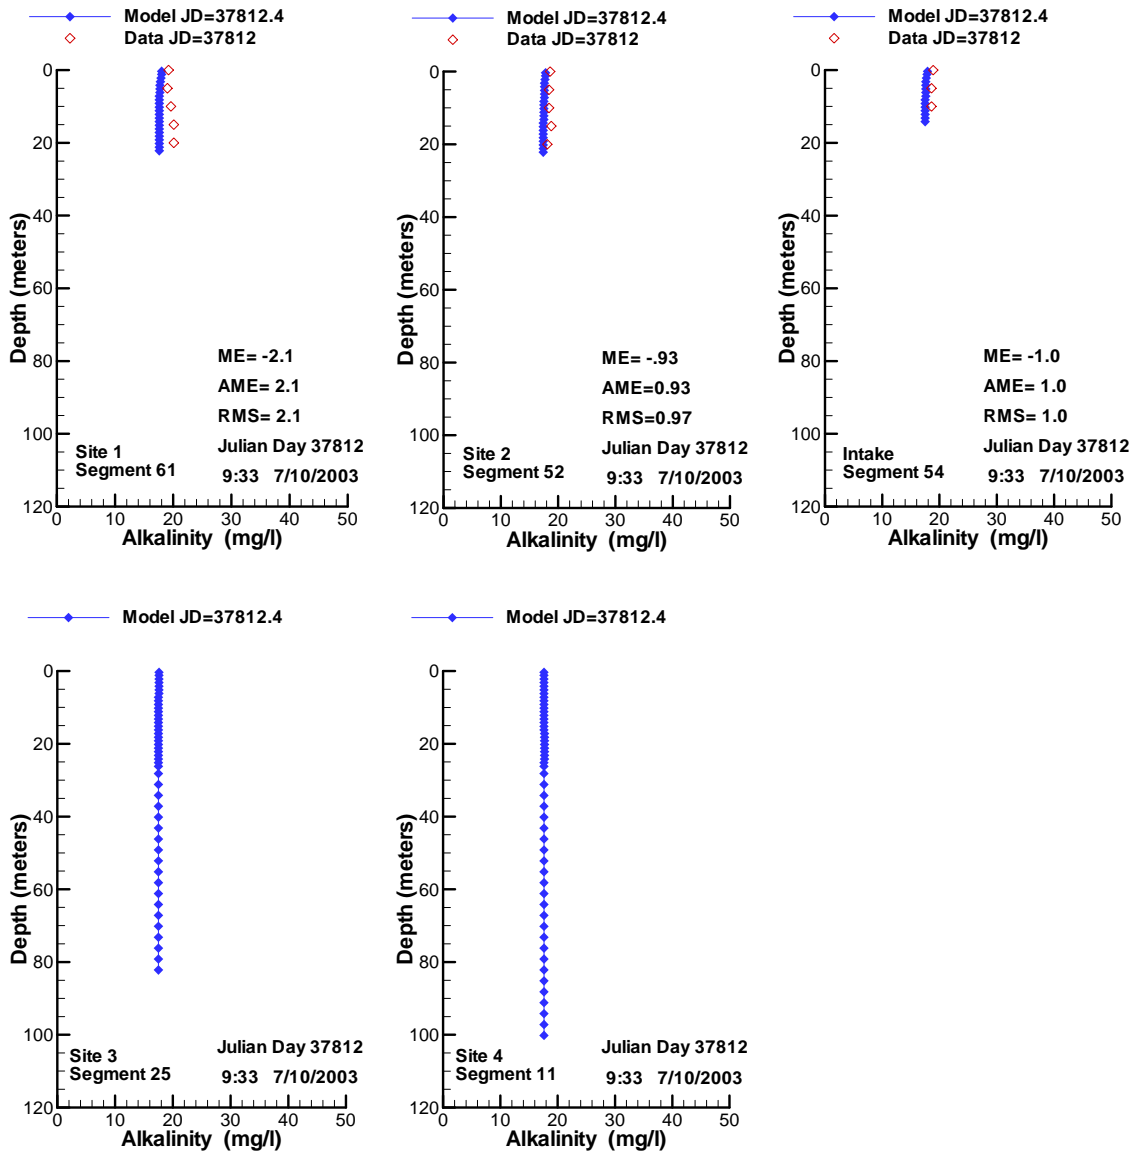 Model JD=37812.4
Data JD=37812
0
20
40
60
80
100
120
Depth (meters)
ME= -2.1
AME= 2.1
RMS= 2.1
Julian Day 37812
9:33 7/10/2003
Site 1
Segment 61
0 10 20 30 40 50
Alkalinity (mg/l)
Model JD=37812.4
Data JD=37812
0
20
40
60
80
100
120
Depth (meters)
ME= -.93
AME=0.93
RMS=0.97
Julian Day 37812
9:33 7/10/2003
Site 2
Segment 52
0 10 20 30 40 50
Alkalinity (mg/l)
Model JD=37812.4
Data JD=37812
0
20
40
60
80
100
120
Depth (meters)
ME= -1.0
AME= 1.0
RMS= 1.0
Julian Day 37812
9:33 7/10/2003
Intake
Segment 54
0 10 20 30 40 50
Alkalinity (mg/l)
Model JD=37812.4
0
20
40
60
80
100
120
Depth (meters)
Julian Day 37812
9:33 7/10/2003
Site 3
Segment 25
0 10 20 30 40 50
Alkalinity (mg/l)
Model JD=37812.4
0
20
40
60
80
100
120
Depth (meters)
Julian Day 37812
9:33 7/10/2003
Site 4
Segment 11
0 10 20 30 40 50
Alkalinity (mg/l)